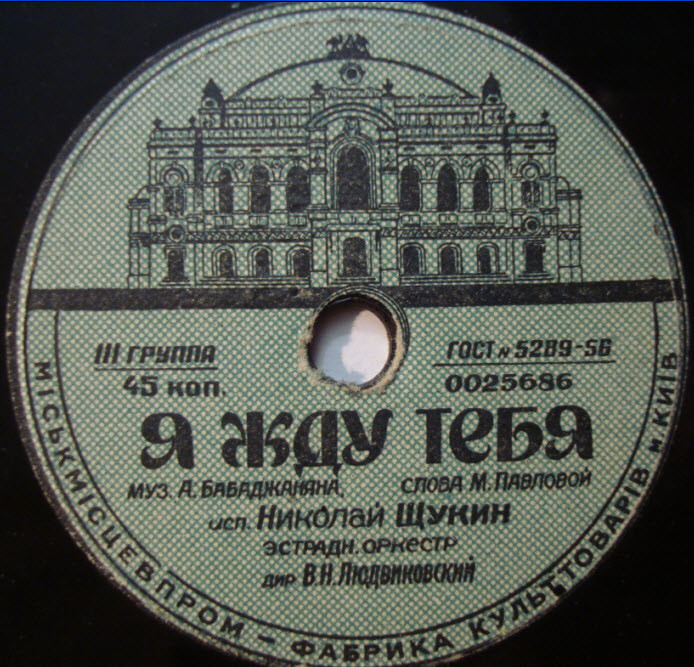 III ГРУППА
45 коп.
ГОСТ № 5289-56
0025686
Я ЖДУ ТЕБЯ
МУЗ. А. БАБАДЖАНЯНА, СЛОВА М. ПАВЛОВОЙ
исп. Николай Щукин
ЭСТРАДН. ОРКЕСТР
дир В.Н. Людвиковский
МІСЬКМІСЦЕВПРОМ – ФАБРИКА КУЛЬТТОВАРІВ м. КИЇВ